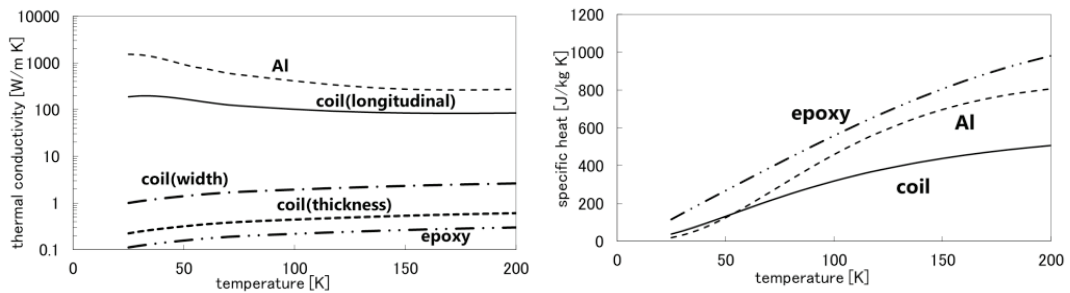 thermal conductivity [W/m K]
10000
1000
100
10
1
0.1
Al
coil(longitudinal)
coil(width)
coil(thickness)
epoxy
0 50 100 150 200
temperature [K]
specific heat [J/kg K]
1200
1000
800
600
400
200
0
epoxy
Al
coil
0 50 100 150 200
temperature [K]